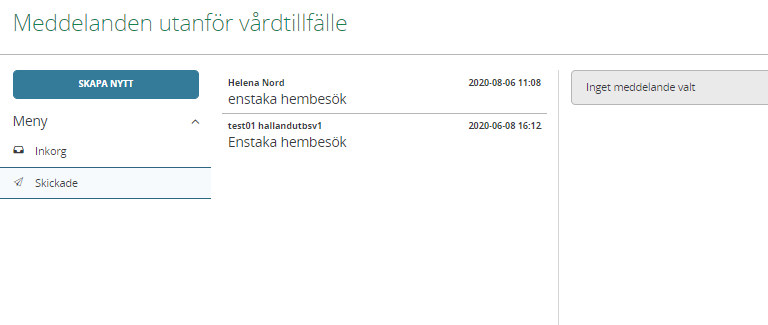 Meddelanden utanför vårdtillfälle
SKAPA NYTT
Meny
Inkorg
Skickade
Helena Nord 2020-08-06 11:08
enstaka hembesök
test01 hallandutbsv1 2020-06-08 16:12
Enstaka hembesök
Inget meddelande valt